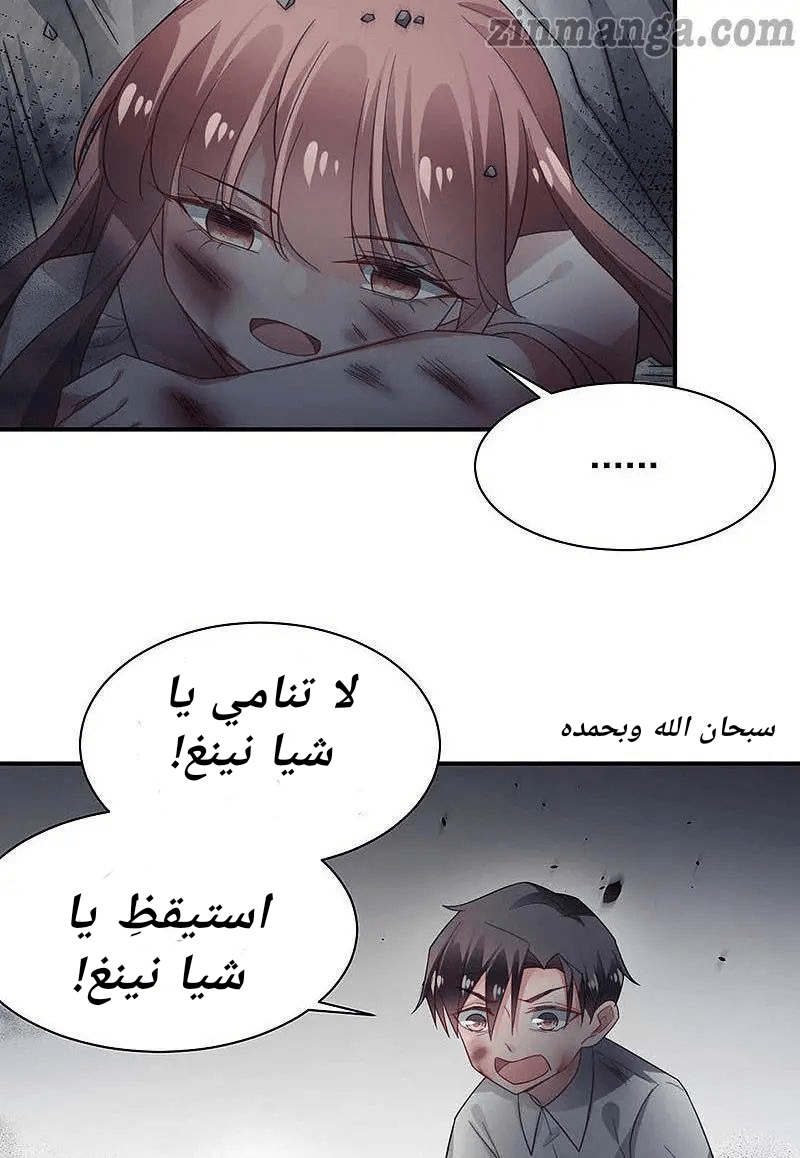 zinmanga.com
......
لا تنامي يا
شيا نينغ!
سبحان الله وبحمده
استيقظِ يا
شيا نينغ!